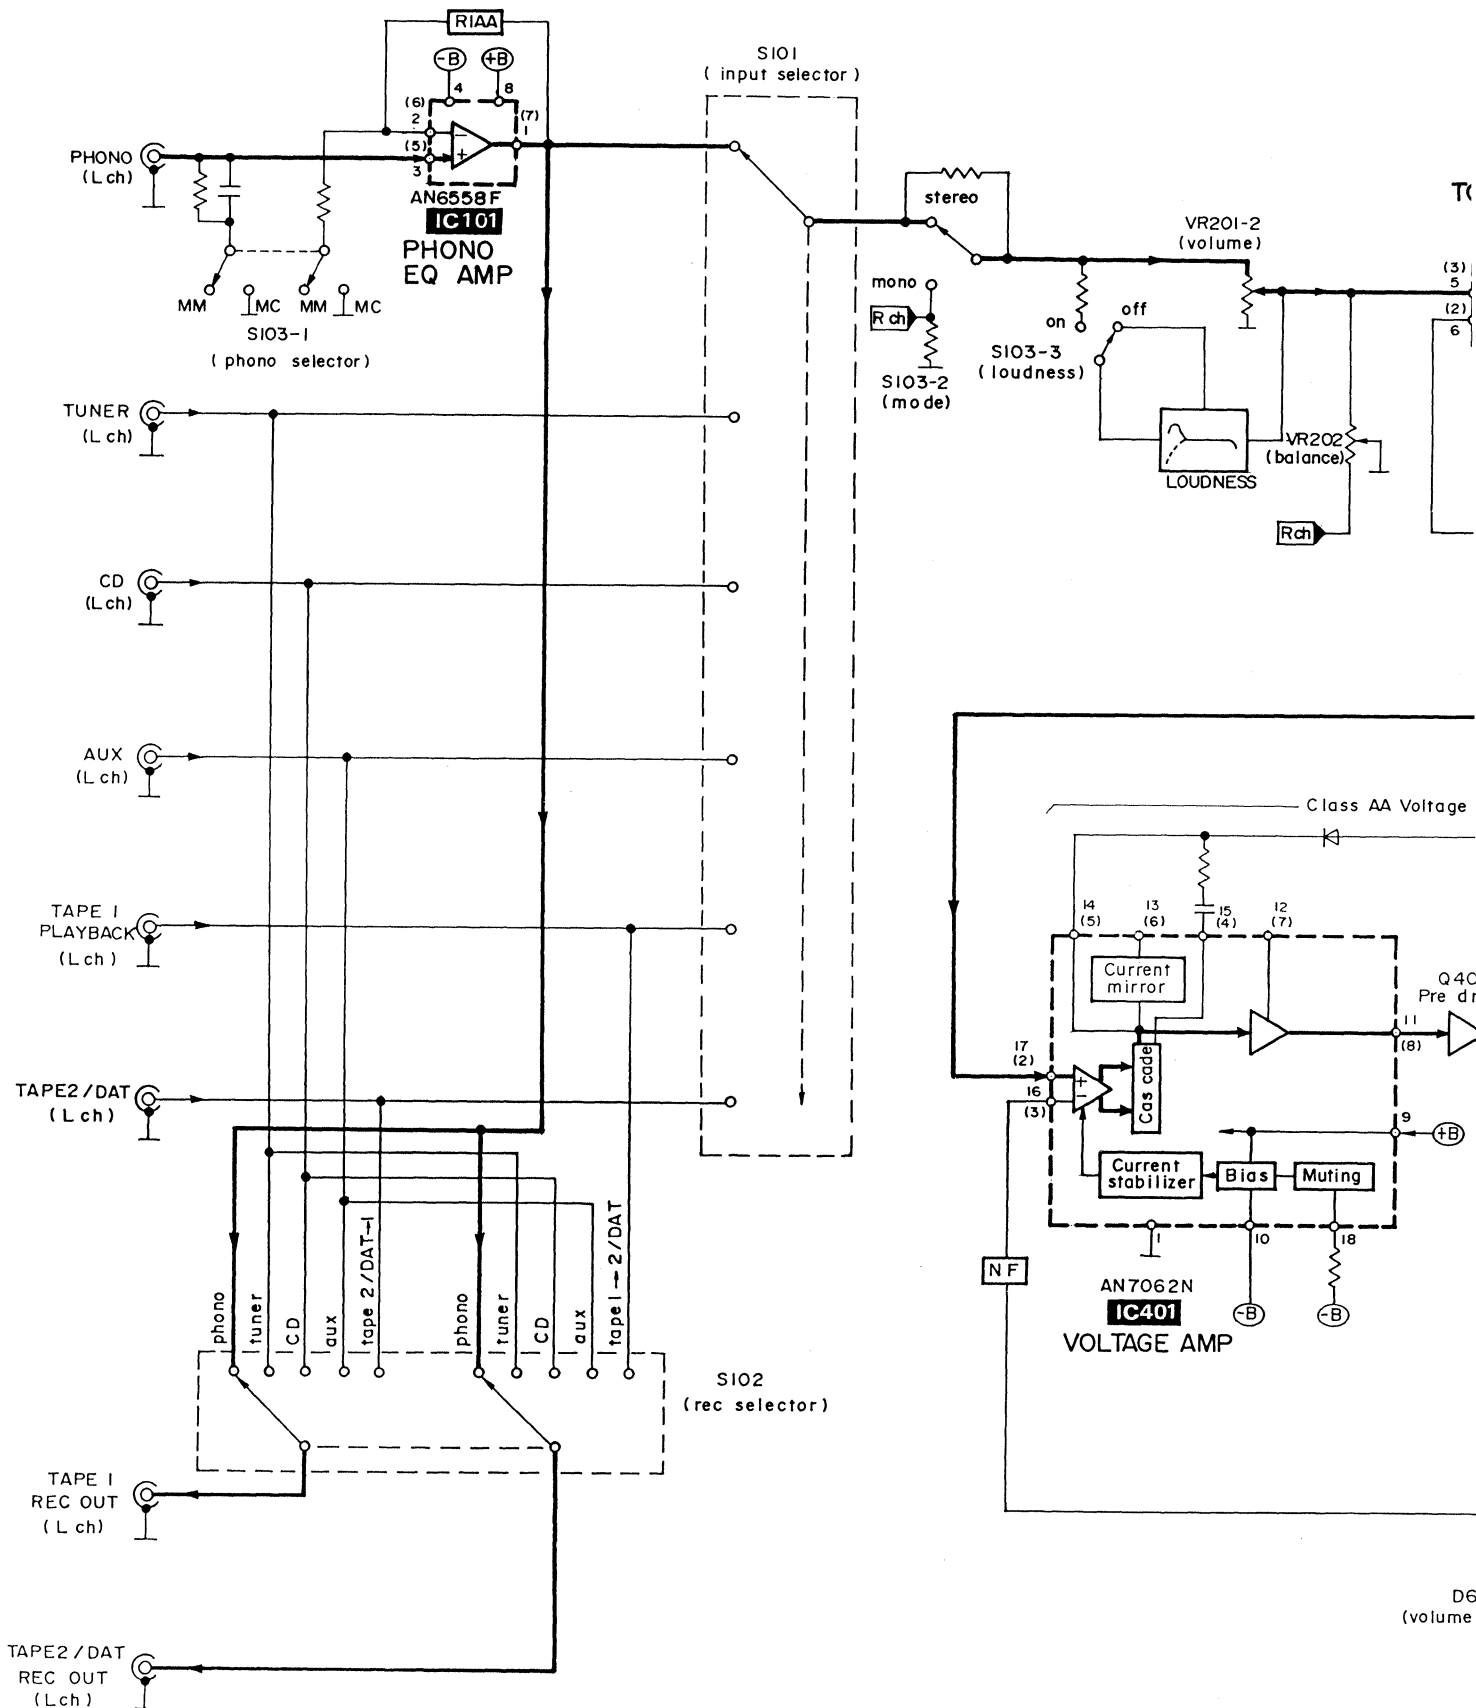 RIAA
-B
+B
(6)
4
8
2
(7)
1
(5)
3
PHONO
(Lch)
AN6558F
IC101
PHONO
EQ AMP
MM
MC
MM
MC
S103-1
(phono selector)
S101
(input selector)
stereo
mono
Rch
S103-2
(mode)
VR201-2
(volume)
on
off
S103-3
(loudness)
LOUDNESS
VR202
(balance)
Rch
(3)
5
(2)
6
TUNER
(Lch)
CD
(Lch)
AUX
(Lch)
TAPE 1
PLAYBACK
(Lch)
TAPE2/DAT
(Lch)
Class AA Voltage
14
(5)
13
(6)
15
(4)
12
(7)
Current
mirror
Pre
11
(8)
17
(2)
16
(3)
+
-
Cascade
9
+B
Current
stabilizer
Bias
Muting
1
10
18
NF
AN7062N
IC401
VOLTAGE AMP
-B
-B
phono
tuner
CD
aux
tape 2/DAT→1
phono
tuner
CD
aux
tape1→2/DAT
S102
(rec selector)
TAPE 1
REC OUT
(Lch)
(volume
TAPE2/DAT
REC OUT
(Lch)